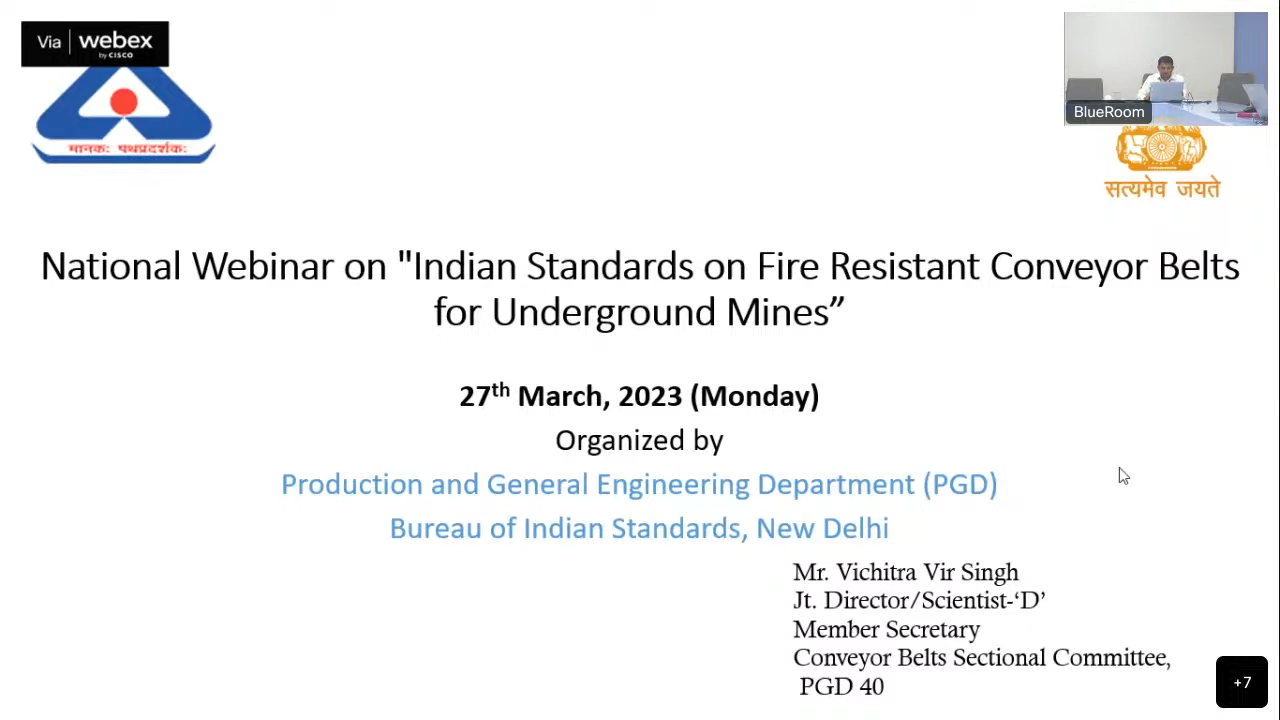 Via webex
by CISCO
BlueRoom
मानकः पथप्रदर्शकः
सत्यमेव जयते
National Webinar on "Indian Standards on Fire Resistant Conveyor Belts
for Underground Mines”
27th March, 2023 (Monday)
Organized by
Production and General Engineering Department (PGD)
Bureau of Indian Standards, New Delhi
Mr. Vichitra Vir Singh
Jt. Director/Scientist-‘D’
Member Secretary
Conveyor Belts Sectional Committee,
PGD 40
+7